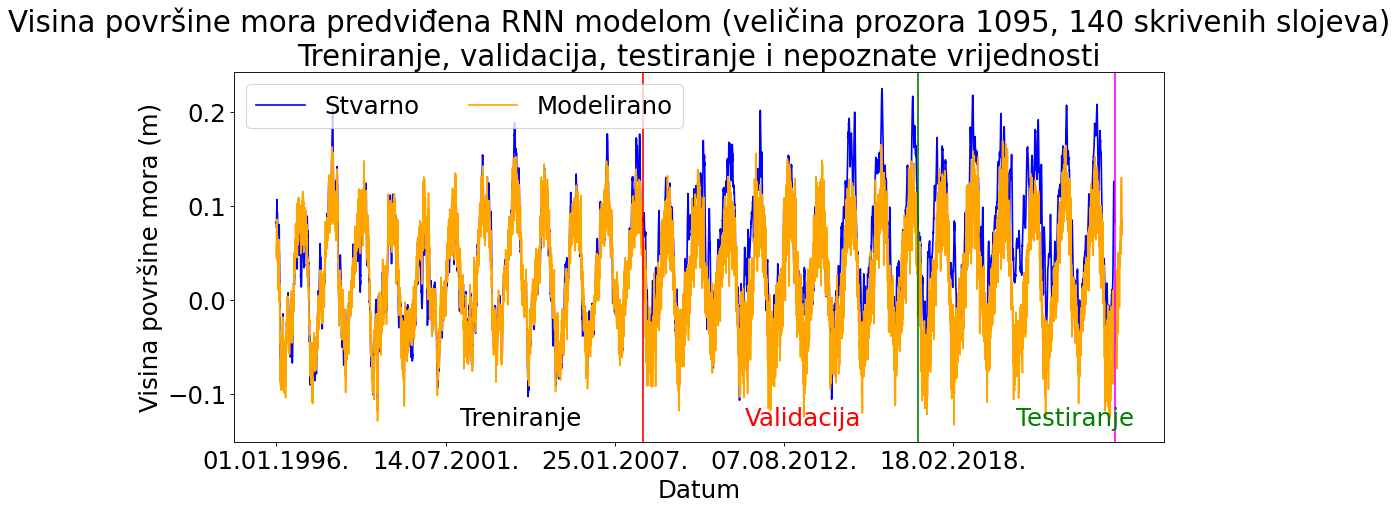 Visina površine mora predviđena RNN modelom (veličina prozora 1095, 140 skrivenih slojeva)
Treniranje, validacija, testiranje i nepoznate vrijednosti
Stvarno Modelirano
Visina površine mora (m)
0.2
0.1
0.0
−0.1
Treniranje Validacija Testiranje
01.01.1996. 14.07.2001. 25.01.2007. 07.08.2012. 18.02.2018.
Datum